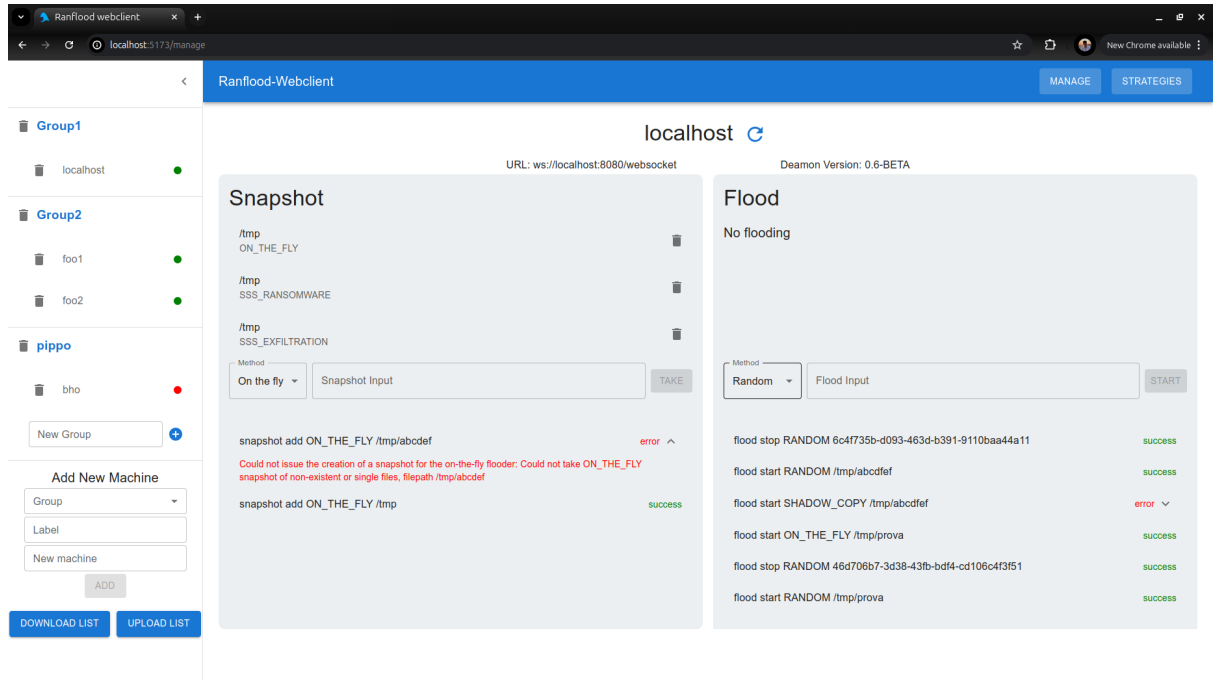 Ranflood webclient
localhost:5173/manage
New Chrome available
Ranflood-Webclient
MANAGE
STRATEGIES
Group1
localhost
Group2
foo1
foo2
pippo
bho
New Group
Add New Machine
Group
Label
New machine
ADD
DOWNLOAD LIST
UPLOAD LIST
localhost
URL: ws://localhost:8080/websocket
Deamon Version: 0.6-BETA
Snapshot
/tmp
ON_THE_FLY
/tmp
SSS_RANSOMWARE
/tmp
SSS_EXFILTRATION
Method
On the fly
Snapshot Input
TAKE
snapshot add ON_THE_FLY /tmp/abcdef
error
Could not issue the creation of a snapshot for the on-the-fly flooder: Could not take ON_THE_FLY
snapshot of non-existent or single files, filepath /tmp/abcdef
snapshot add ON_THE_FLY /tmp
success
Flood
No flooding
Method
Random
Flood Input
START
flood stop RANDOM 6c4f735b-d093-463d-b391-9110baa44a11
success
flood start RANDOM /tmp/abcdfef
success
flood start SHADOW_COPY /tmp/abcdfef
error
flood start ON_THE_FLY /tmp/prova
success
flood stop RANDOM 46d706b7-3d38-43fb-bdf4-cd106c4f3f51
success
flood start RANDOM /tmp/prova
success